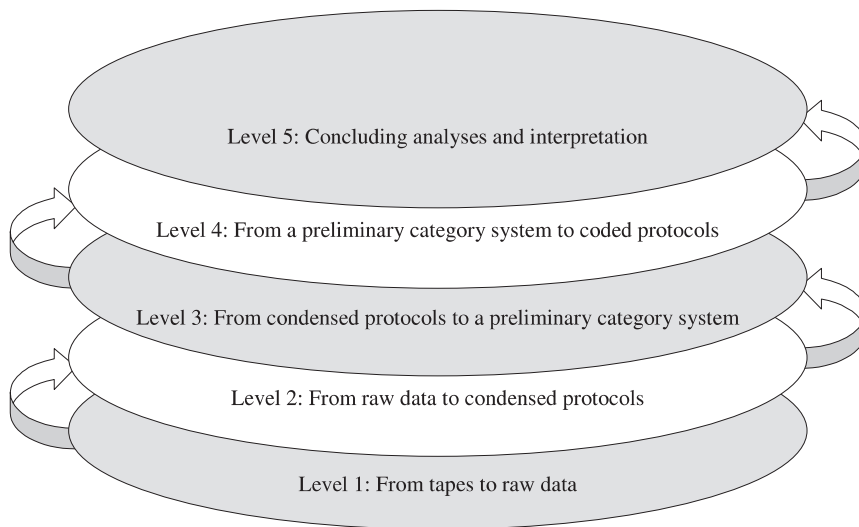 Level 5: Concluding analyses and interpretation
Level 4: From a preliminary category system to coded protocols
Level 3: From condensed protocols to a preliminary category system
Level 2: From raw data to condensed protocols
Level 1: From tapes to raw data